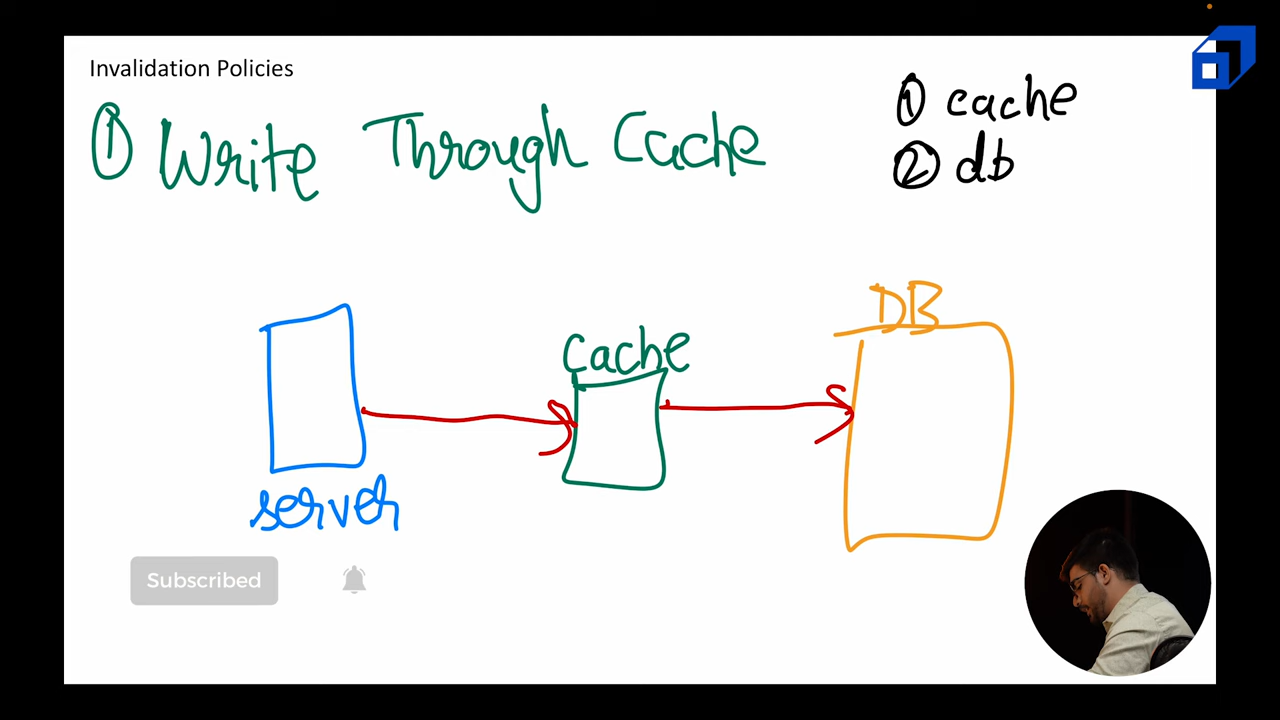 Invalidation Policies
① Write Through Cache
① cache
② db
DB
cache
server
Subscribed